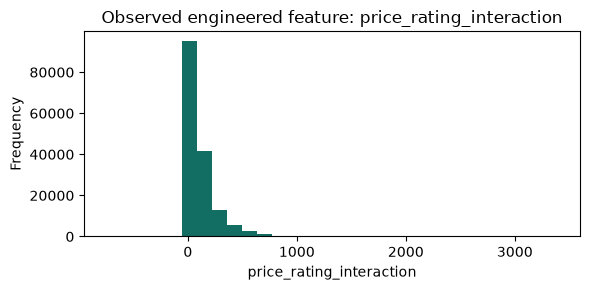 Observed engineered feature: price_rating_interaction
Frequency
80000
60000
40000
20000
0
0 1000 2000 3000
price_rating_interaction